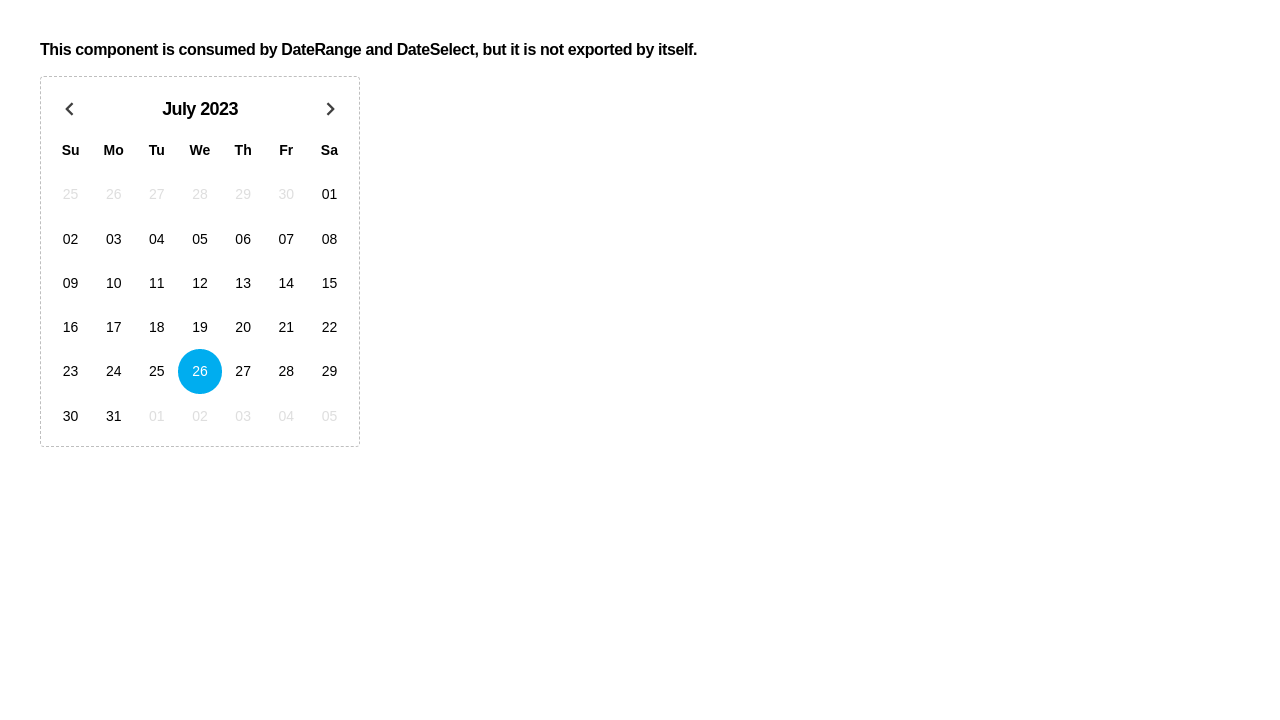 This component is consumed by DateRange and DateSelect, but it is not exported by itself.
July 2023
Su Mo Tu We Th Fr Sa
25 26 27 28 29 30 01
02 03 04 05 06 07 08
09 10 11 12 13 14 15
16 17 18 19 20 21 22
23 24 25 26 27 28 29
30 31 01 02 03 04 05